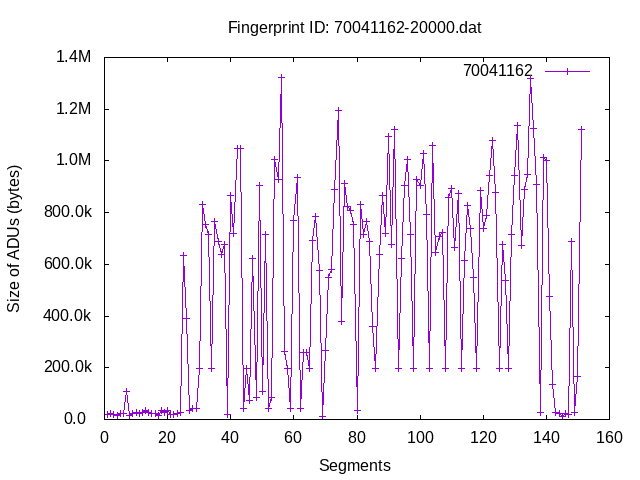 Fingerprint ID: 70041162-20000.dat
70041162
Size of ADUs (bytes)
1.4M
1.2M
1.0M
800.0k
600.0k
400.0k
200.0k
0.0
0 20 40 60 80 100 120 140 160
Segments